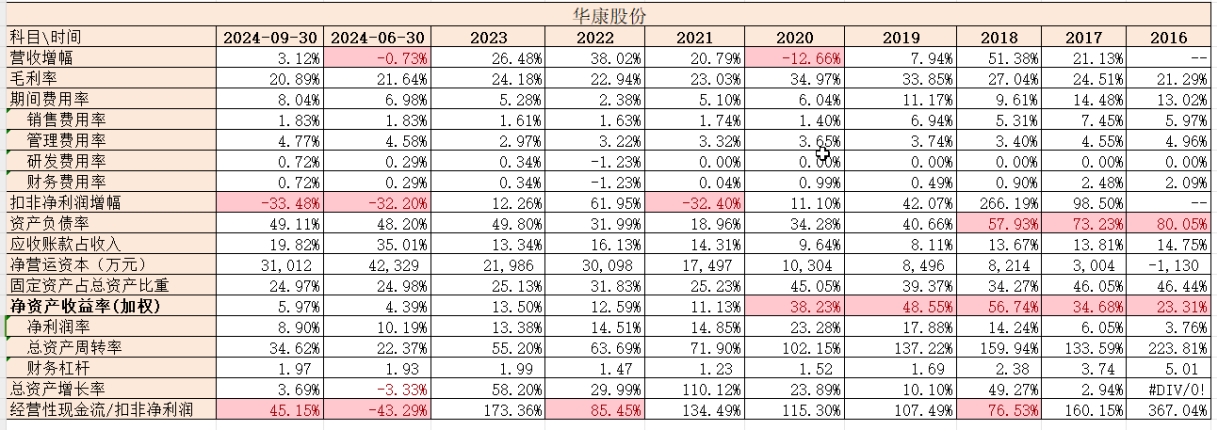 华康股份
科目\时间 2024-09-30 2024-06-30 2023 2022 2021 2020 2019 2018 2017 2016
营收增幅 3.12% -0.73% 26.48% 38.02% 20.79% -12.66% 7.94% 51.38% 21.13% --
毛利率 20.89% 21.64% 24.18% 22.94% 23.03% 34.97% 33.85% 27.04% 24.51% 21.29%
期间费用率 8.04% 6.98% 5.28% 2.38% 5.10% 6.04% 11.17% 9.61% 14.48% 13.02%
销售费用率 1.83% 1.83% 1.61% 1.63% 1.74% 1.40% 6.94% 5.31% 7.45% 5.97%
管理费用率 4.77% 4.58% 2.97% 3.22% 3.32% 3.65% 3.74% 3.40% 4.55% 4.96%
研发费用率 0.72% 0.29% 0.34% -1.23% 0.00% 0.00% 0.00% 0.00% 0.00% 0.00%
财务费用率 0.72% 0.29% 0.34% -1.23% 0.04% 0.99% 0.49% 0.90% 2.48% 2.09%
扣非净利润增幅 -33.48% -32.20% 12.26% 61.95% -32.40% 11.10% 42.07% 266.19% 98.50% --
资产负债率 49.11% 48.20% 49.80% 31.99% 18.96% 34.28% 40.66% 57.93% 73.23% 80.05%
应收账款占收入 19.82% 35.01% 13.34% 16.13% 14.31% 9.64% 8.11% 13.67% 13.81% 14.75%
净营运资本（万元） 31,012 42,329 21,986 30,098 17,497 10,304 8,496 8,214 3,004 -1,130
固定资产占总资产比重 24.97% 24.98% 25.13% 31.83% 25.23% 45.05% 39.37% 34.27% 46.05% 46.44%
净资产收益率(加权) 5.97% 4.39% 13.50% 12.59% 11.13% 38.23% 48.55% 56.74% 34.68% 23.31%
净利润率 8.90% 10.19% 13.38% 14.51% 14.85% 23.28% 17.88% 14.24% 6.05% 3.76%
总资产周转率 34.62% 22.37% 55.20% 63.69% 71.90% 102.15% 137.22% 159.94% 133.59% 223.81%
财务杠杆 1.97 1.93 1.99 1.47 1.23 1.52 1.69 2.38 3.74 5.01
总资产增长率 3.69% -3.33% 58.20% 29.99% 110.12% 23.89% 10.10% 49.27% 2.94% #DIV/0!
经营性现金流/扣非净利润 45.15% -43.29% 173.36% 85.45% 134.49% 115.30% 107.49% 76.53% 160.15% 367.04%